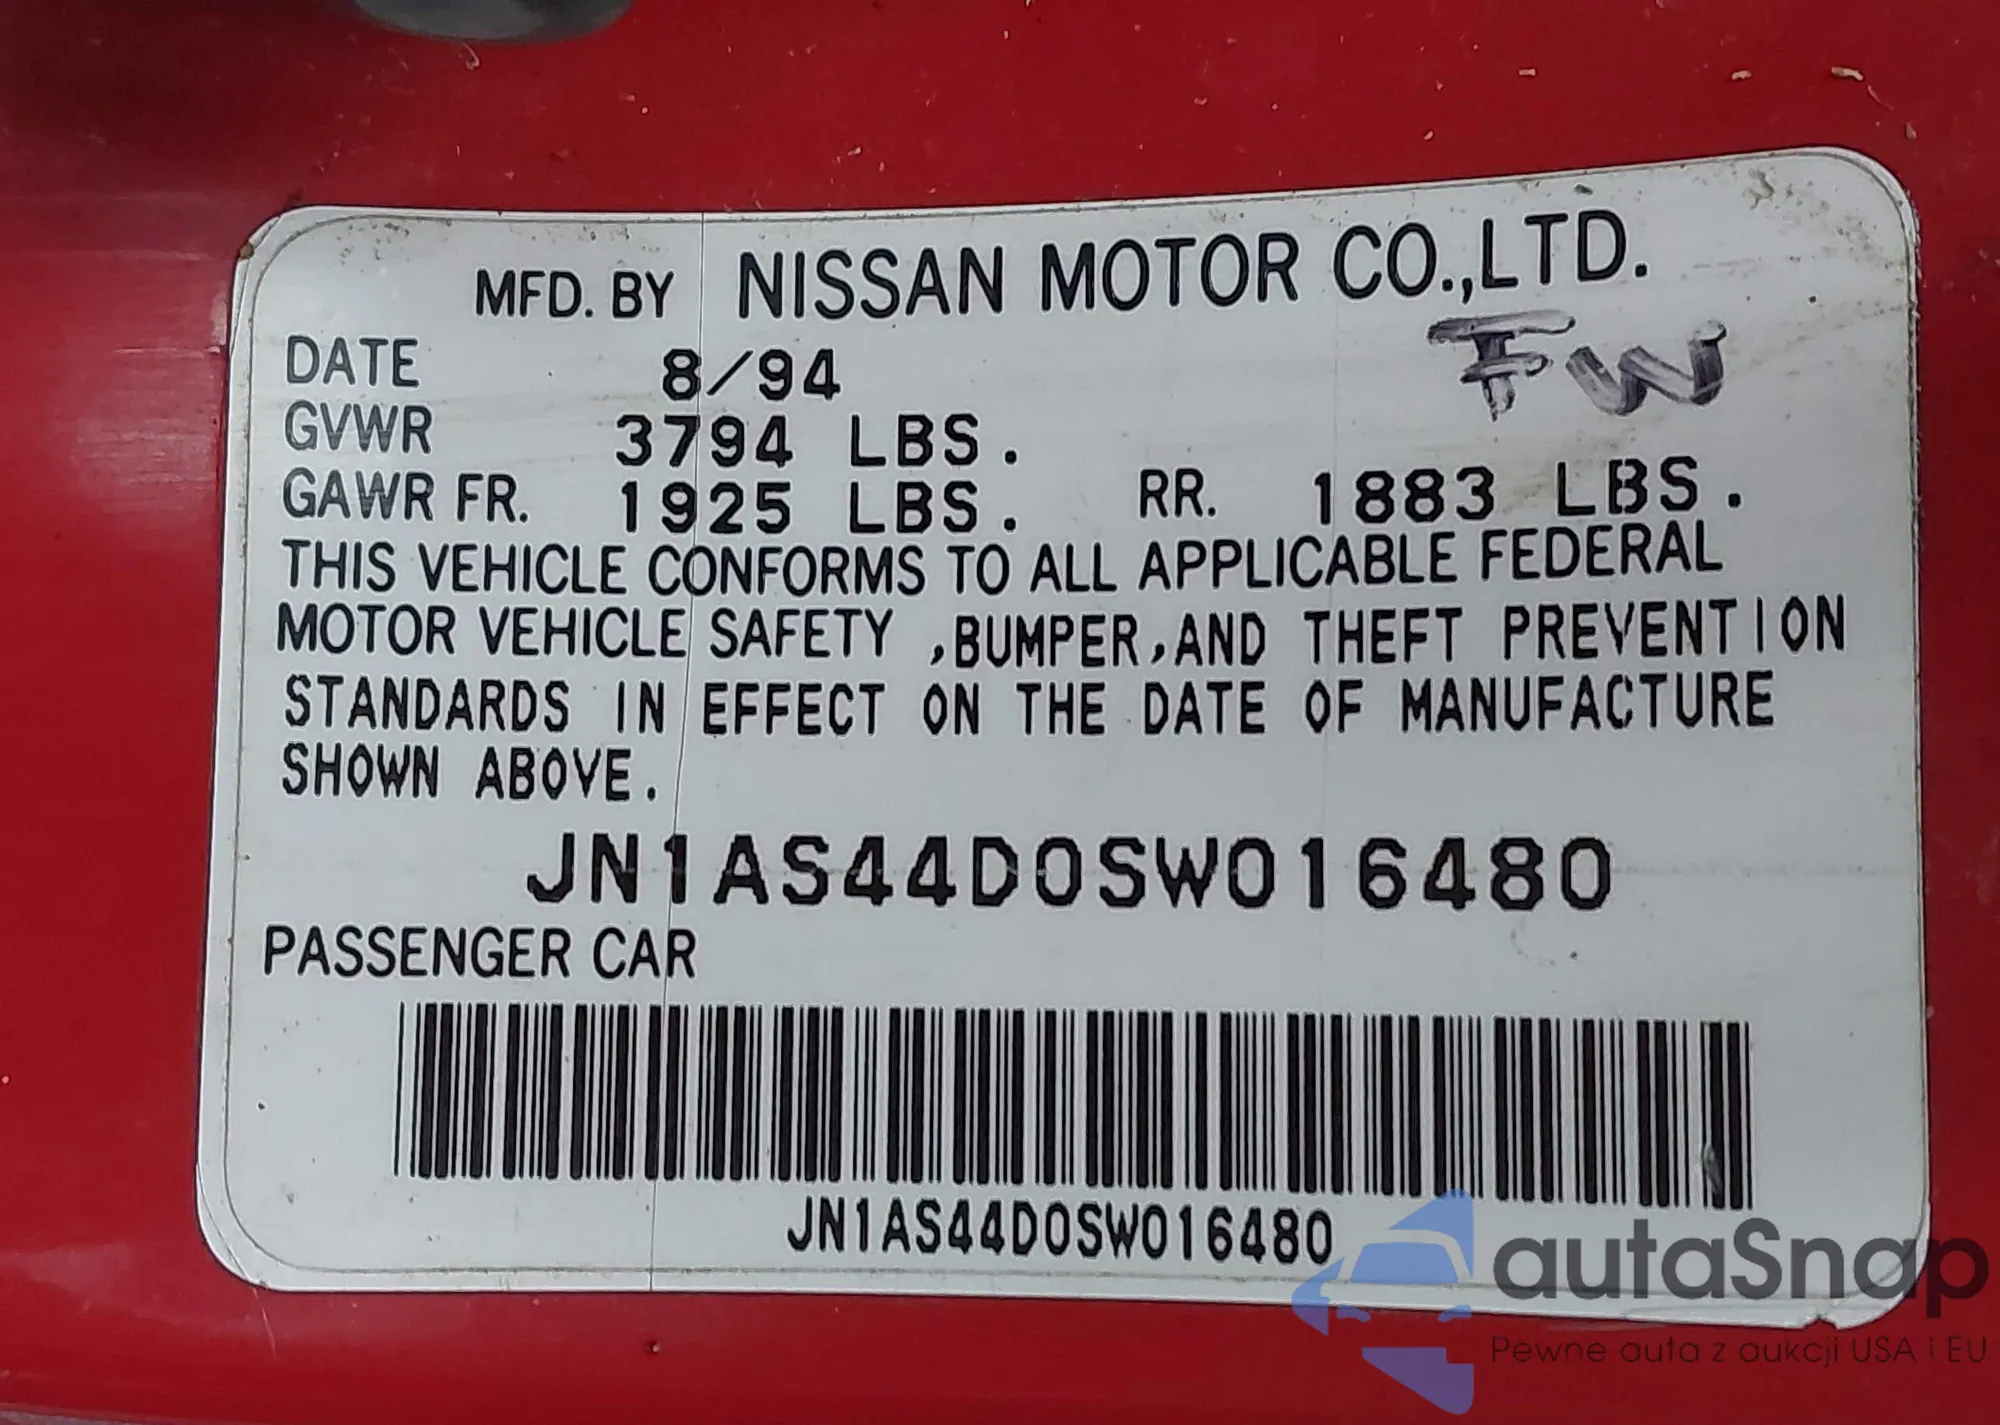 MFD. BY NISSAN MOTOR CO.,LTD.
DATE 8/94
FW
GVWR 3794 LBS.
GAWR FR. 1925 LBS. RR. 1883 LBS.
THIS VEHICLE CONFORMS TO ALL APPLICABLE FEDERAL
MOTOR VEHICLE SAFETY ,BUMPER,AND THEFT PREVENTION
STANDARDS IN EFFECT ON THE DATE OF MANUFACTURE
SHOWN ABOVE.
JN1AS44D0SW016480
PASSENGER CAR
JN1AS44D0SW016480
autaSnap
Pewne auta z aukcji USA i EU